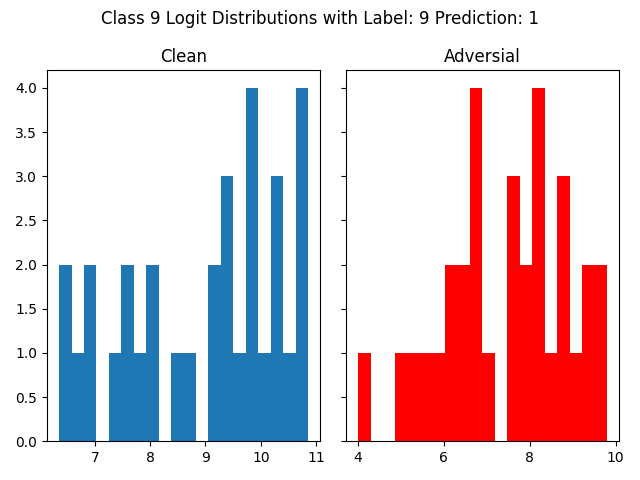 Class 9 Logit Distributions with Label: 9 Prediction: 1
Clean
Adversial
4.0
3.5
3.0
2.5
2.0
1.5
1.0
0.5
0.0
7 8 9 10 11
4 6 8 10